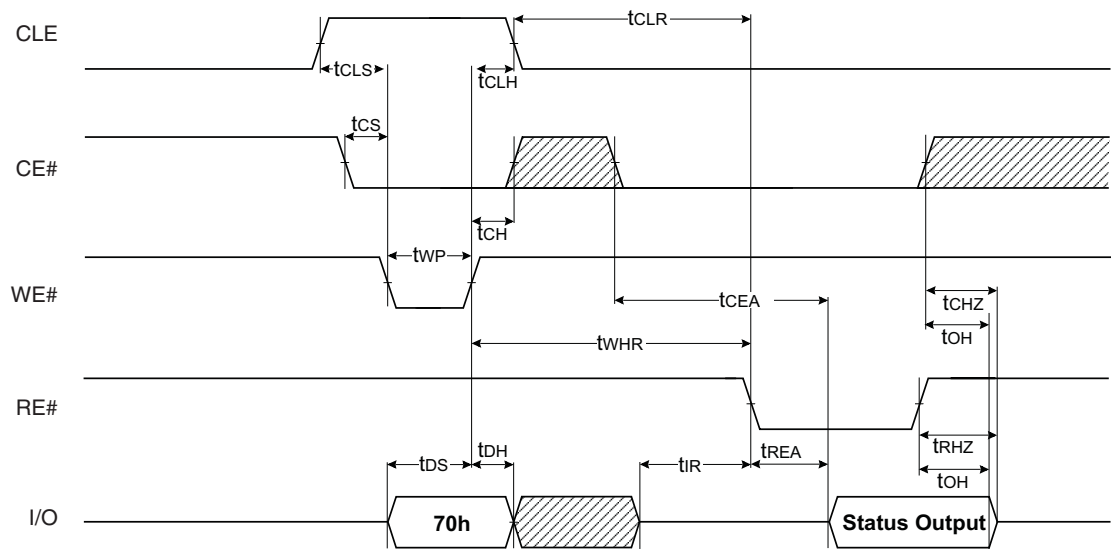 CLE
tCLR
tCLS
tCLH
tCS
CE#
tCH
tWP
WE#
tCEA
tCHZ
tOH
tWHR
RE#
tRHZ
tDS
tDH
tIR
tREA
tOH
I/O
70h
Status Output